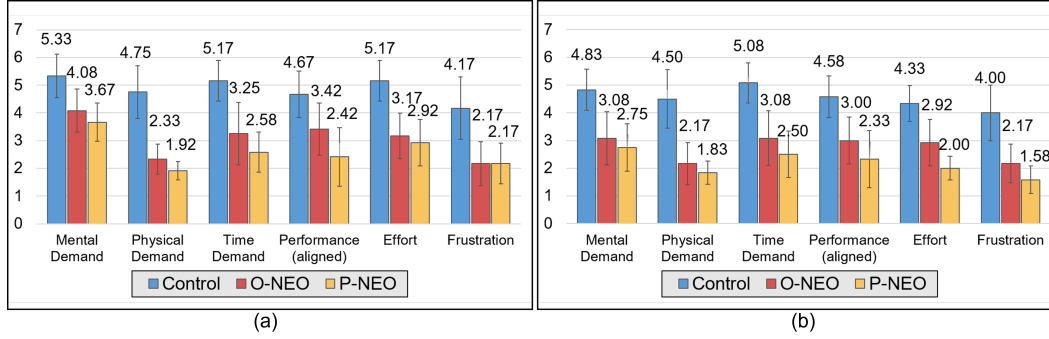 7
6
5
4
3
2
1
0
5.33
4.08
3.67
4.75
2.33
1.92
5.17
3.25
2.58
4.67
3.42
2.42
5.17
3.17
2.92
4.17
2.17
2.17
Mental
Demand
Physical
Demand
Time
Demand
Performance
(aligned)
Effort
Frustration
Control O-NEO P-NEO
(a)
7
6
5
4
3
2
1
0
4.83
3.08
2.75
4.50
2.17
1.83
5.08
3.08
2.50
4.58
3.00
2.33
4.33
2.92
2.00
4.00
2.17
1.58
Mental
Demand
Physical
Demand
Time
Demand
Performance
(aligned)
Effort
Frustration
Control O-NEO P-NEO
(b)